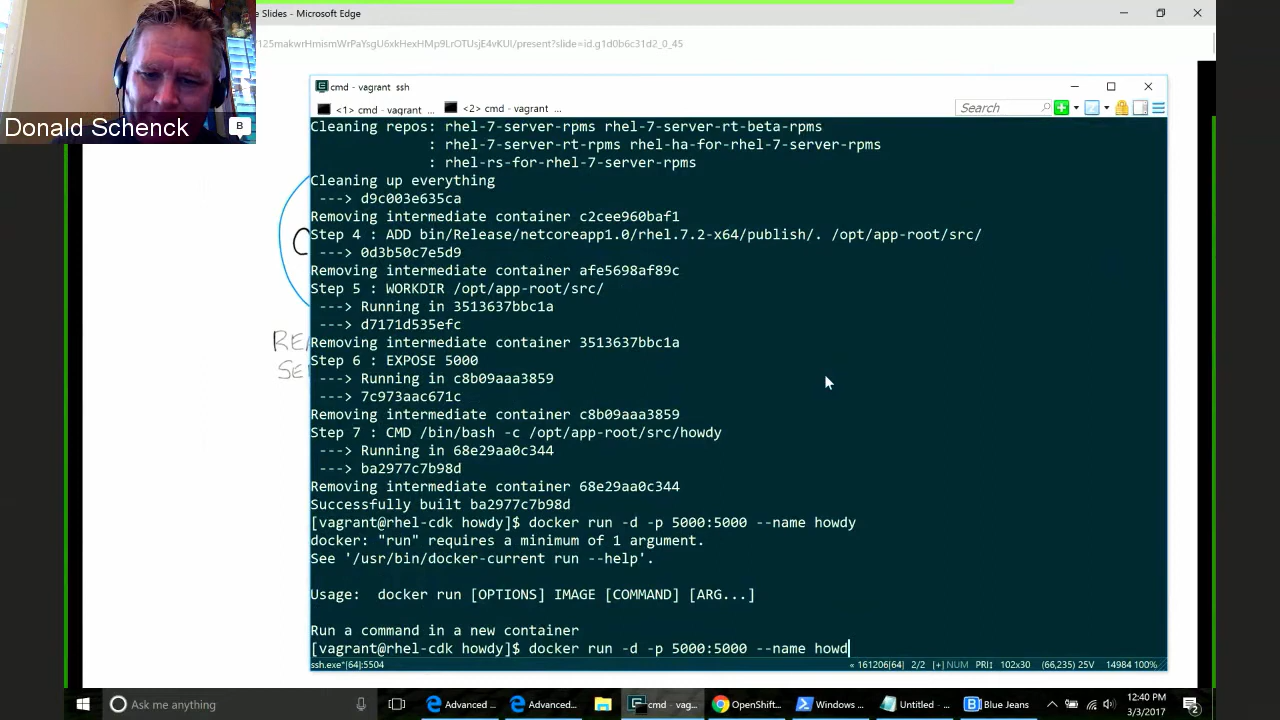 e Slides - Microsoft Edge
125makwrHmismWrPaYsgU6xkHexHMp9LrOTUsjE4vKUI/present?slide=id.g1d0b6c31d2_0_45
Donald Schenck
B
cmd - vagrant ssh
<1> cmd - vagrant ...
<2> cmd - vagrant ...
Search
Cleaning repos: rhel-7-server-rpms rhel-7-server-rt-beta-rpms
: rhel-7-server-rt-rpms rhel-ha-for-rhel-7-server-rpms
: rhel-rs-for-rhel-7-server-rpms
Cleaning up everything
---> d9c003e635ca
Removing intermediate container c2cee960baf1
Step 4 : ADD bin/Release/netcoreapp1.0/rhel.7.2-x64/publish/. /opt/app-root/src/
---> 0d3b50c7e5d9
Removing intermediate container afe5698af89c
Step 5 : WORKDIR /opt/app-root/src/
---> Running in 3513637bbc1a
---> d7171d535efc
Removing intermediate container 3513637bbc1a
Step 6 : EXPOSE 5000
---> Running in c8b09aaa3859
---> 7c973aac671c
Removing intermediate container c8b09aaa3859
Step 7 : CMD /bin/bash -c /opt/app-root/src/howdy
---> Running in 68e29aa0c344
---> ba2977c7b98d
Removing intermediate container 68e29aa0c344
Successfully built ba2977c7b98d
[vagrant@rhel-cdk howdy]$ docker run -d -p 5000:5000 --name howdy
docker: "run" requires a minimum of 1 argument.
See '/usr/bin/docker-current run --help'.
Usage:  docker run [OPTIONS] IMAGE [COMMAND] [ARG...]
Run a command in a new container
[vagrant@rhel-cdk howdy]$ docker run -d -p 5000:5000 --name howd
ssh.exe*[64]:5504
« 161206[64] 2/2 [+] NUM PRI: 102x30 (66,235) 25V 14984 100%
Ask me anything
Advanced ...
Advanced...
cmd - vag...
OpenShift...
Windows ...
Untitled - ...
Blue Jeans
12:40 PM
3/3/2017
2